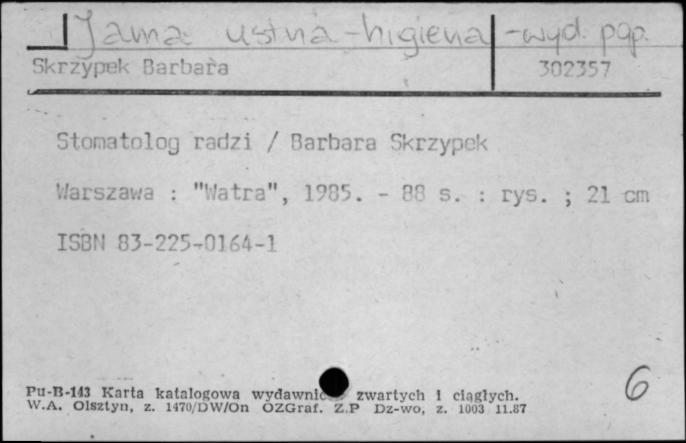 Jama ustna - higiena - wyd. pop.
Skrzypek Barbara 302357
Stomatolog radzi / Barbara Skrzypek
Warszawa : "Watra", 1985. - 88 s. : rys. ; 21 cm
ISBN 83-225-0164-1
6
Pu-B-143 Karta katalogowa wydawnic zwartych i ciągłych.
W.A. Olsztyn, z. 1470/DW/On OZGraf. Z.P Dz-wo, z. 1003 11.87